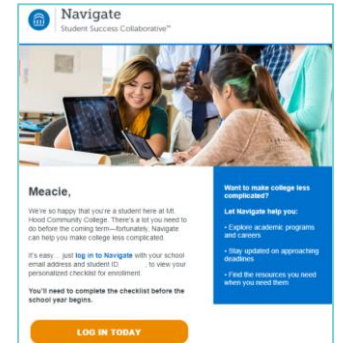 Navigate
Student Success Collaborative™
Meacie,
We're so happy that you're a student here at Mt.
Hood Community College. There's a lot you need to
do before the coming term—fortunately, Navigate
can help you make college less complicated.
It's easy... just log in to Navigate with your school
email address and student ID , to view your
personalized checklist for enrollment.
You'll need to complete the checklist before the
school year begins.
LOG IN TODAY
Want to make college less
complicated?
Let Navigate help you:
• Explore academic programs
and careers
• Stay updated on approaching
deadlines
• Find the resources you need
when you need them